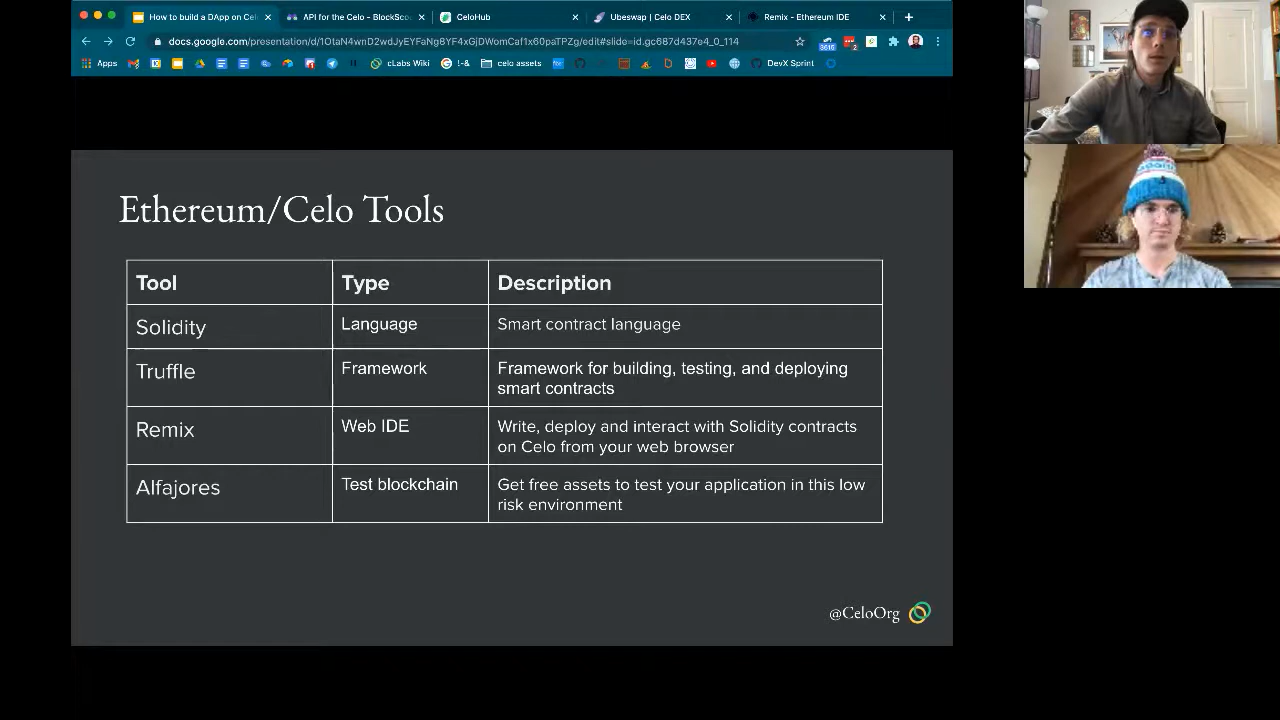 How to build a DApp on Cel
API for the Celo - BlockSco
CeloHub
Ubeswap | Celo DEX
Remix - Ethereum IDE
docs.google.com/presentation/d/1OtaN4wnD2wdJyEYFaNg8YF4xGjDWomCaf1x60paTPZg/edit#slide=id.gc687d437e4_0_114
Apps
cLabs Wiki
!-&
celo assets
DevX Sprint
Ethereum/Celo Tools
Tool Type Description
Solidity Language Smart contract language
Truffle Framework Framework for building, testing, and deploying
smart contracts
Remix Web IDE Write, deploy and interact with Solidity contracts
on Celo from your web browser
Alfajores Test blockchain Get free assets to test your application in this low
risk environment
@CeloOrg